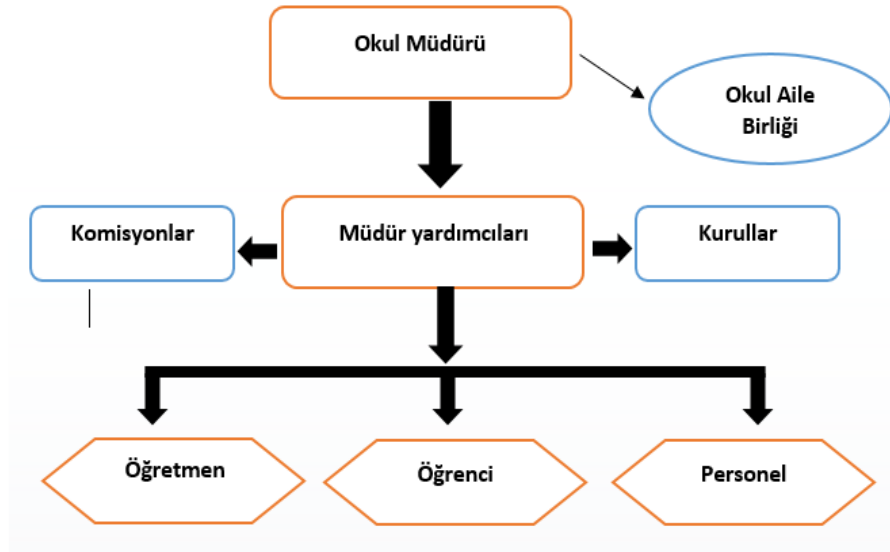 Okul Müdürü
Okul Aile
Birliği
Komisyonlar
Müdür yardımcıları
Kurullar
Öğretmen
Öğrenci
Personel